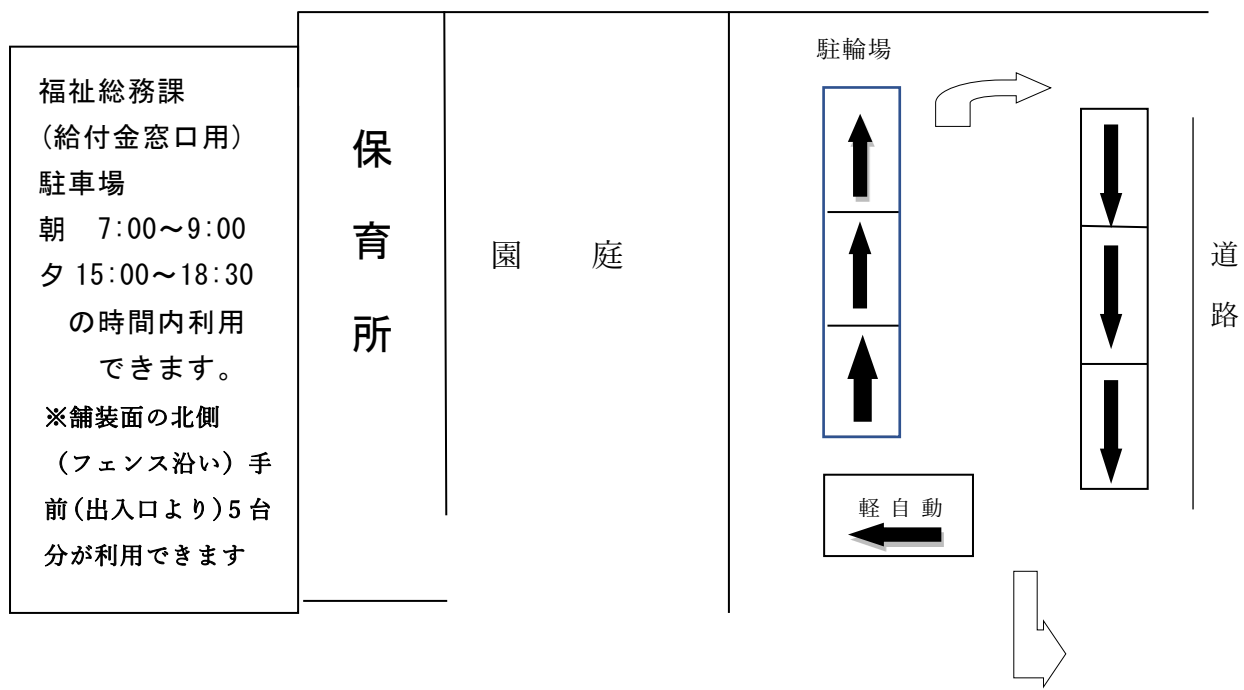 福祉総務課
(給付金窓口用)
駐車場
朝　7:00～9:00
夕 15:00～18:30
の時間内利用
できます。
※舗装面の北側
（フェンス沿い）手
前(出入口より)5台
分が利用できます
保
育
所
園　庭
駐輪場
軽自動
道
路